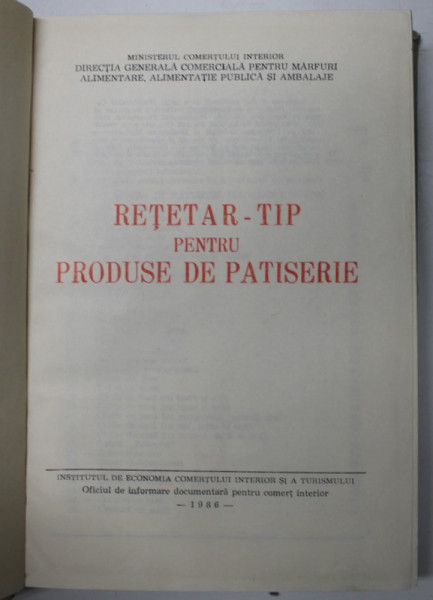 MINISTERUL COMERȚULUI INTERIOR
DIRECȚIA GENERALĂ COMERCIALĂ PENTRU MĂRFURI
ALIMENTARE, ALIMENTAȚIE PUBLICĂ ȘI AMBALAJE
REȚETAR-TIP
PENTRU
PRODUSE DE PATISERIE
INSTITUTUL DE ECONOMIA COMERȚULUI INTERIOR ȘI A TURISMULUI
Oficiul de informare documentară pentru comerț interior
— 1986 —